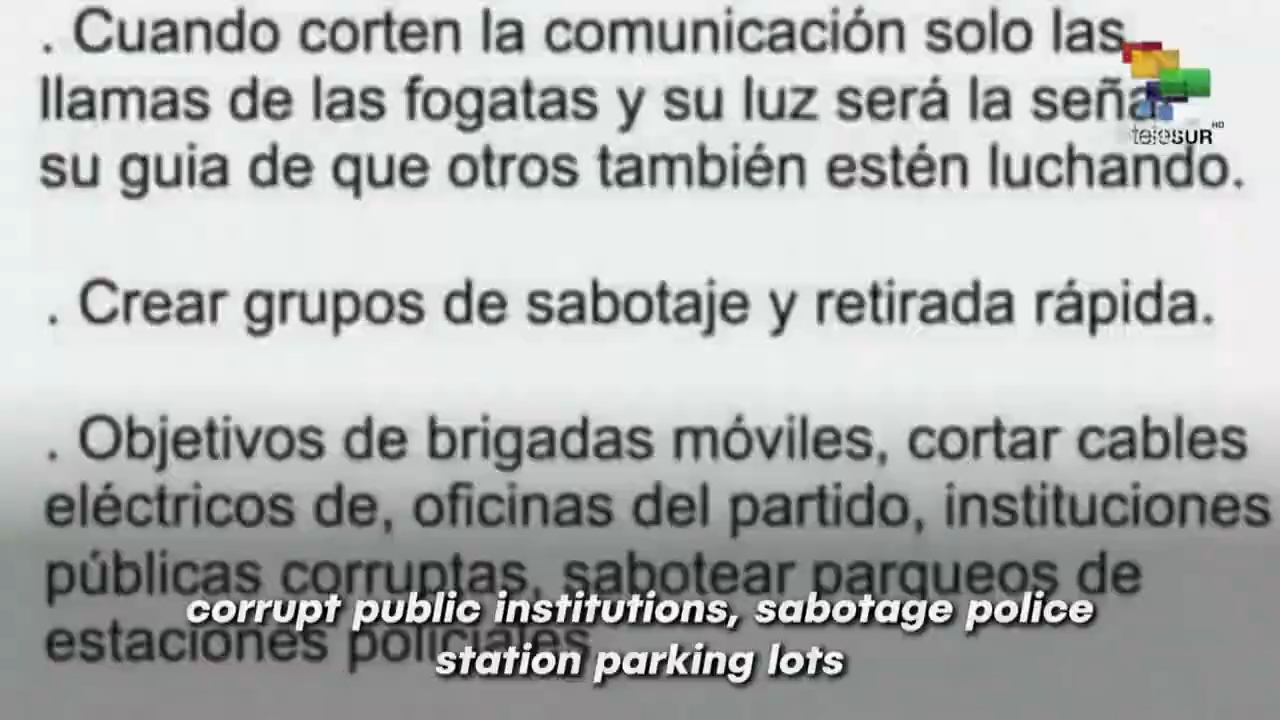 . Cuando corten la comunicación solo las
llamas de las fogatas y su luz será la seña
su guia de que otros también estén luchando.
teleSUR HD
. Crear grupos de sabotaje y retirada rápida.
. Objetivos de brigadas móviles, cortar cables
eléctricos de, oficinas del partido, instituciones
públicas corruptas, sabotear parqueos de
estaciones policiales
corrupt public institutions, sabotage police
station parking lots